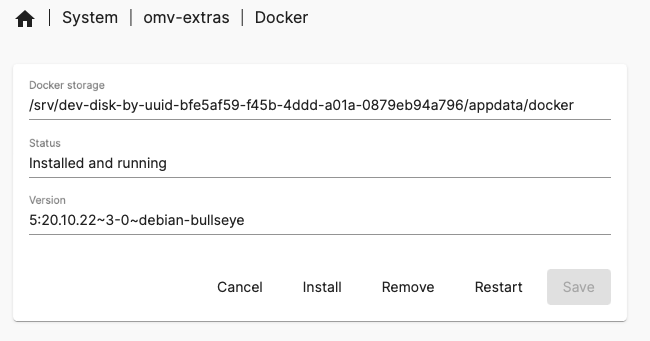 System | omv-extras | Docker
Docker storage
/srv/dev-disk-by-uuid-bfe5af59-f45b-4ddd-a01a-0879eb94a796/appdata/docker
Status
Installed and running
Version
5:20.10.22~3-0~debian-bullseye
Cancel Install Remove Restart Save